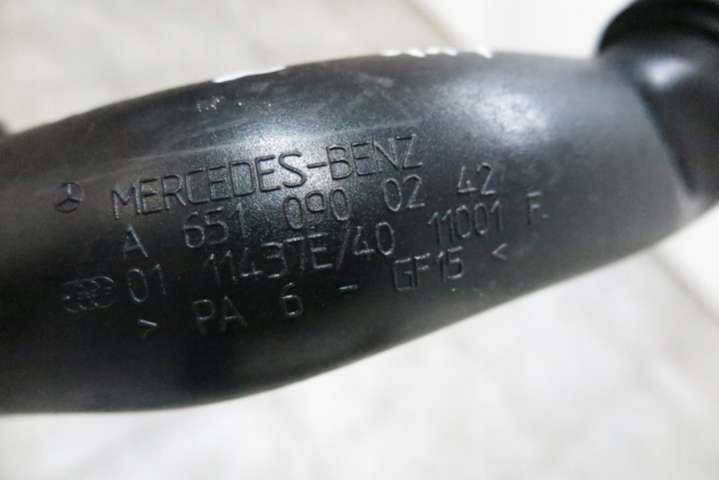 MERCEDES-BENZ
A 651 090 02 42
01 11437E/40 11001 F.
> PA 6 - GF15 <